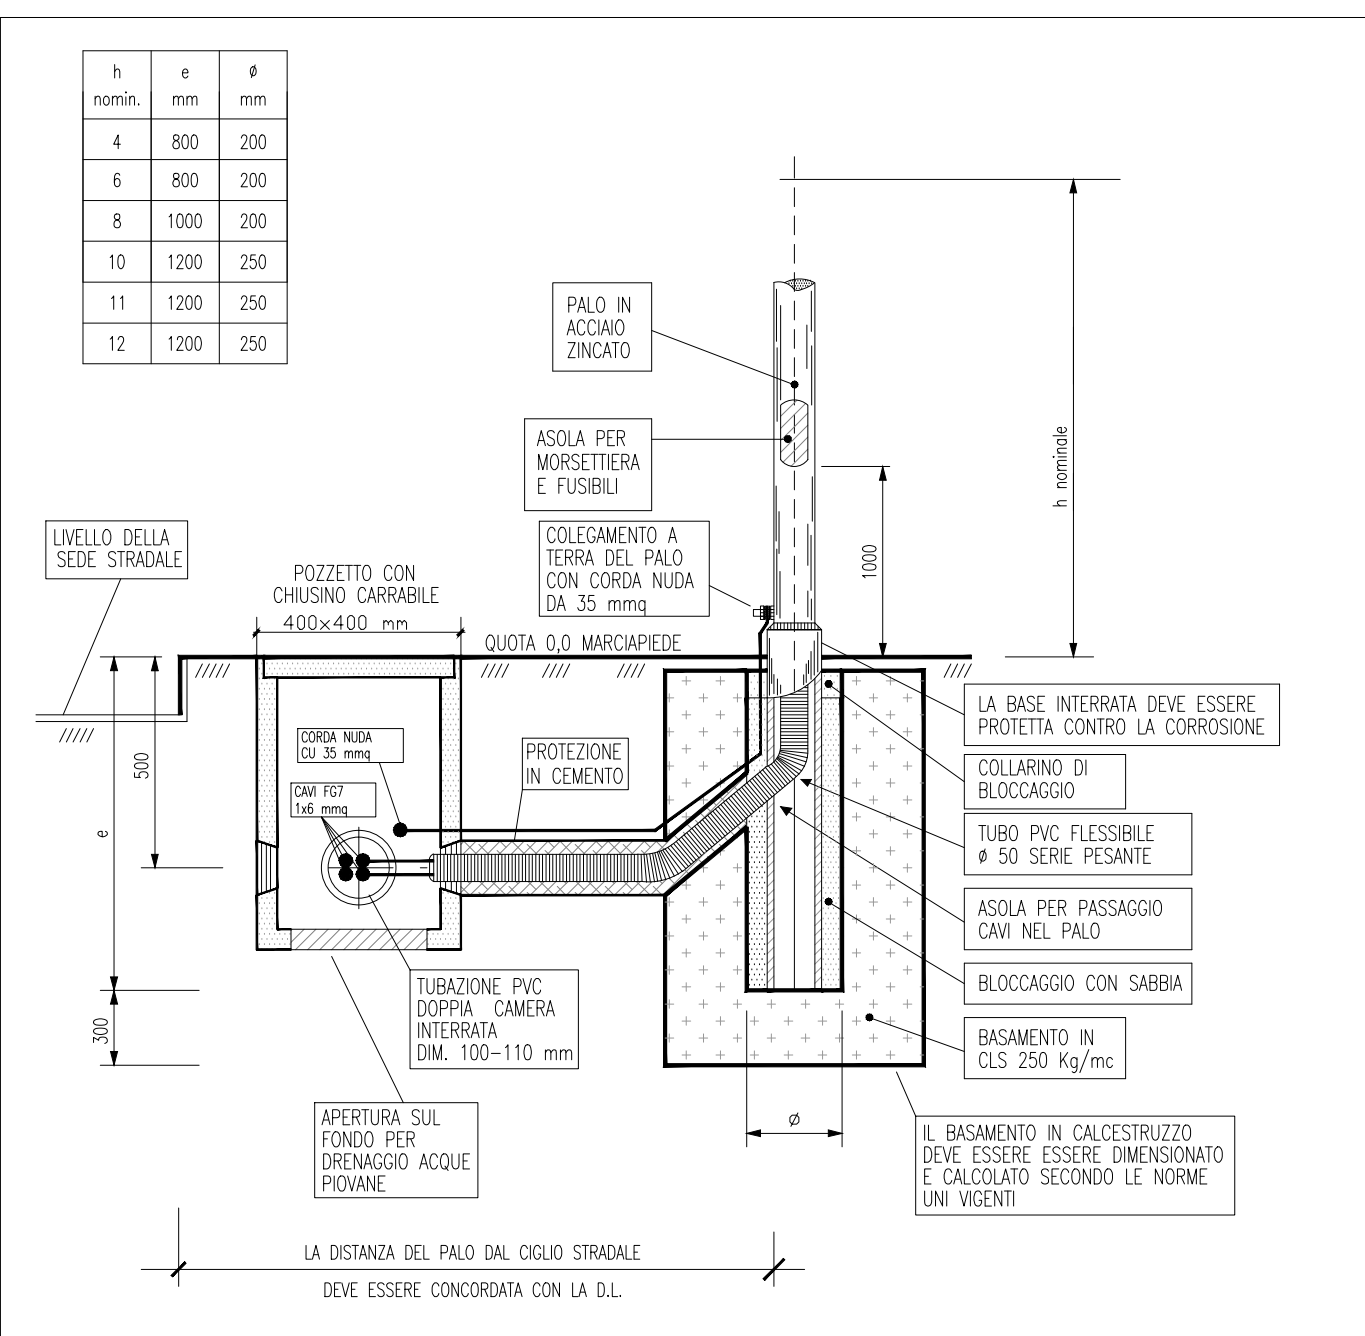 h e ø
nomin. mm mm
4 800 200
6 800 200
8 1000 200
10 1200 250
11 1200 250
12 1200 250
PALO IN
ACCIAIO
ZINCATO
ASOLA PER
MORSETTIERA
E FUSIBILI
h nominale
1000
COLEGAMENTO A
TERRA DEL PALO
CON CORDA NUDA
DA 35 mmq
LIVELLO DELLA
SEDE STRADALE
POZZETTO CON
CHIUSINO CARRABILE
400x400 mm
QUOTA 0,0 MARCIAPIEDE
LA BASE INTERRATA DEVE ESSERE
PROTETTA CONTRO LA CORROSIONE
CORDA NUDA
CU 35 mmq
PROTEZIONE
IN CEMENTO
500
COLLARINO DI
BLOCCAGGIO
CAVI FG7
1x6 mmq
e
TUBO PVC FLESSIBILE
ø 50 SERIE PESANTE
ASOLA PER PASSAGGIO
CAVI NEL PALO
BLOCCAGGIO CON SABBIA
TUBAZIONE PVC
DOPPIA CAMERA
INTERRATA
DIM. 100-110 mm
300
BASAMENTO IN
CLS 250 Kg/mc
APERTURA SUL
FONDO PER
DRENAGGIO ACQUE
PIOVANE
ø
IL BASAMENTO IN CALCESTRUZZO
DEVE ESSERE ESSERE DIMENSIONATO
E CALCOLATO SECONDO LE NORME
UNI VIGENTI
LA DISTANZA DEL PALO DAL CIGLIO STRADALE
DEVE ESSERE CONCORDATA CON LA D.L.